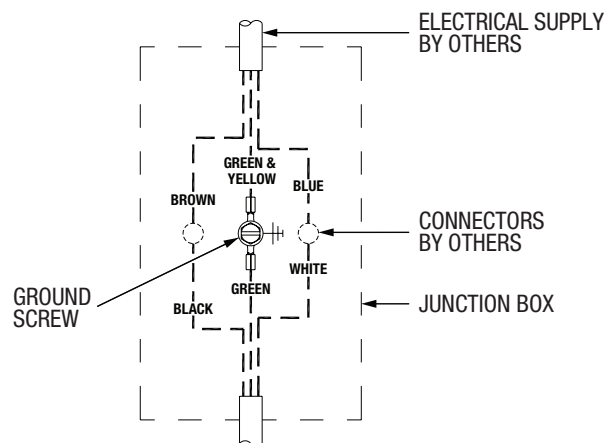 ELECTRICAL SUPPLY
BY OTHERS
GREEN &
YELLOW
BROWN
BLUE
CONNECTORS
BY OTHERS
WHITE
GREEN
GROUND
SCREW
BLACK
JUNCTION BOX